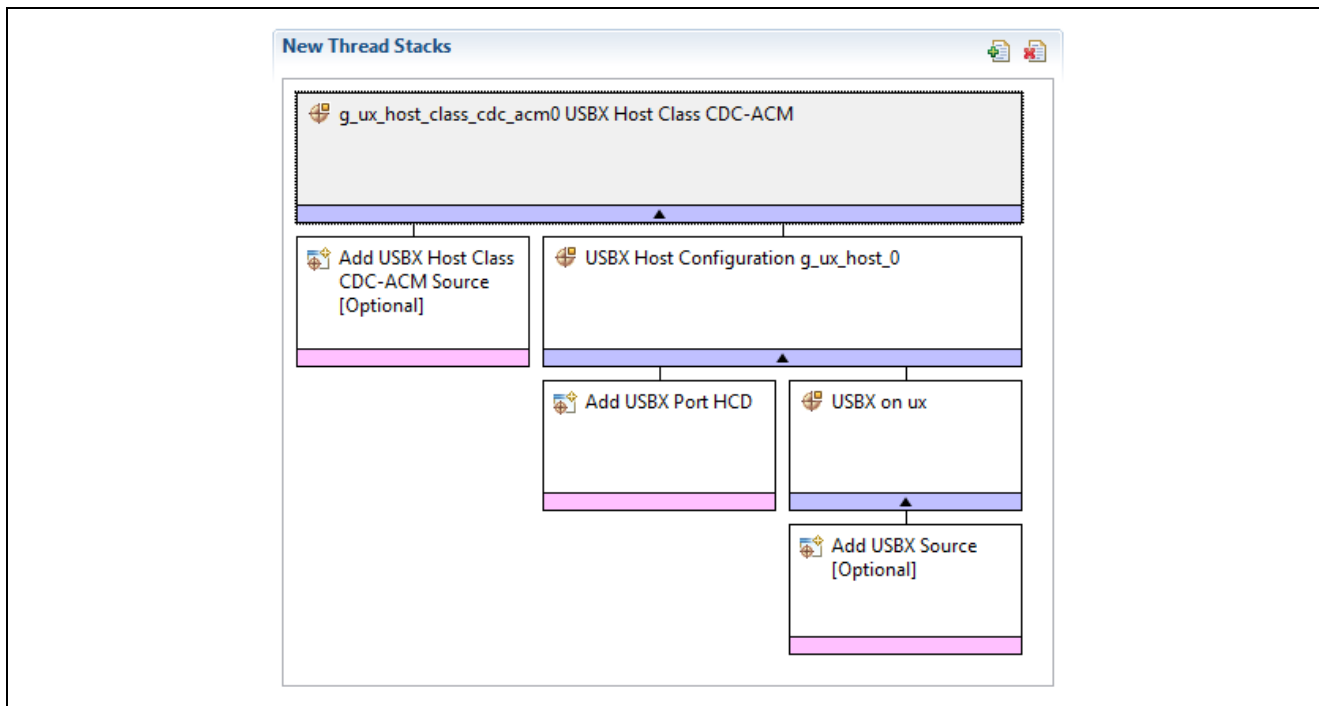 New Thread Stacks
g_ux_host_class_cdc_acm0 USBX Host Class CDC-ACM
Add USBX Host Class
CDC-ACM Source
[Optional]
USBX Host Configuration g_ux_host_0
Add USBX Port HCD
USBX on ux
Add USBX Source
[Optional]